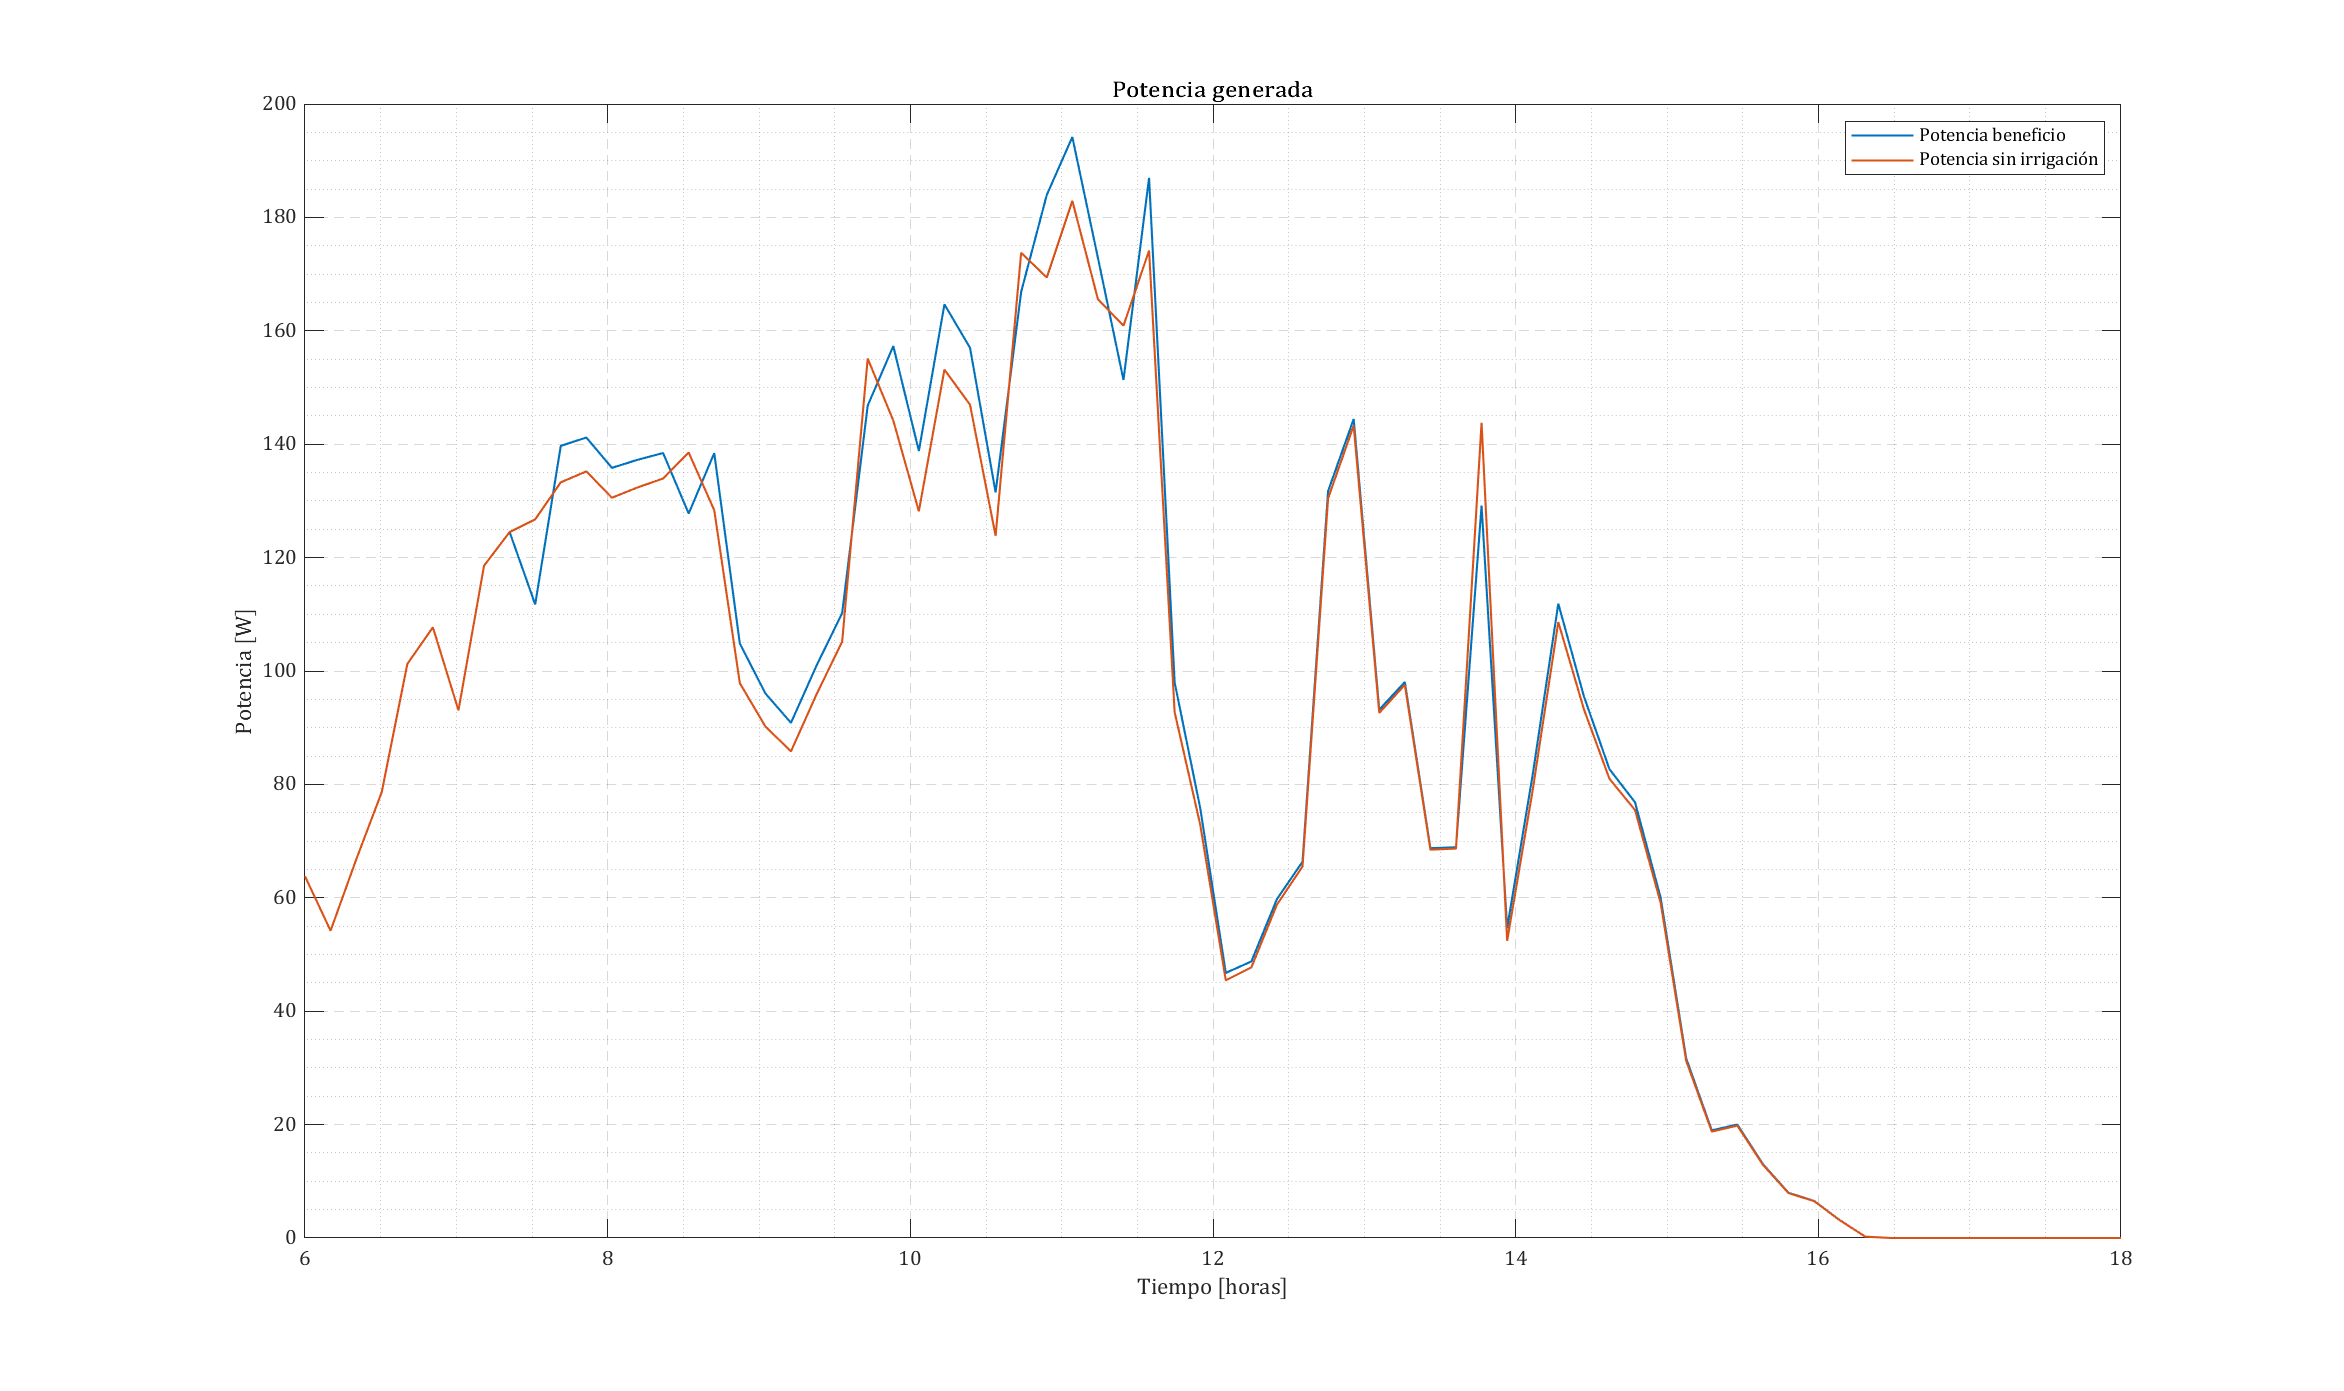 Potencia generada
200
180
160
140
120
100
80
60
40
20
0
Potencia [W]
Potencia beneficio
Potencia sin irrigación
6 8 10 12 14 16 18
Tiempo [horas]